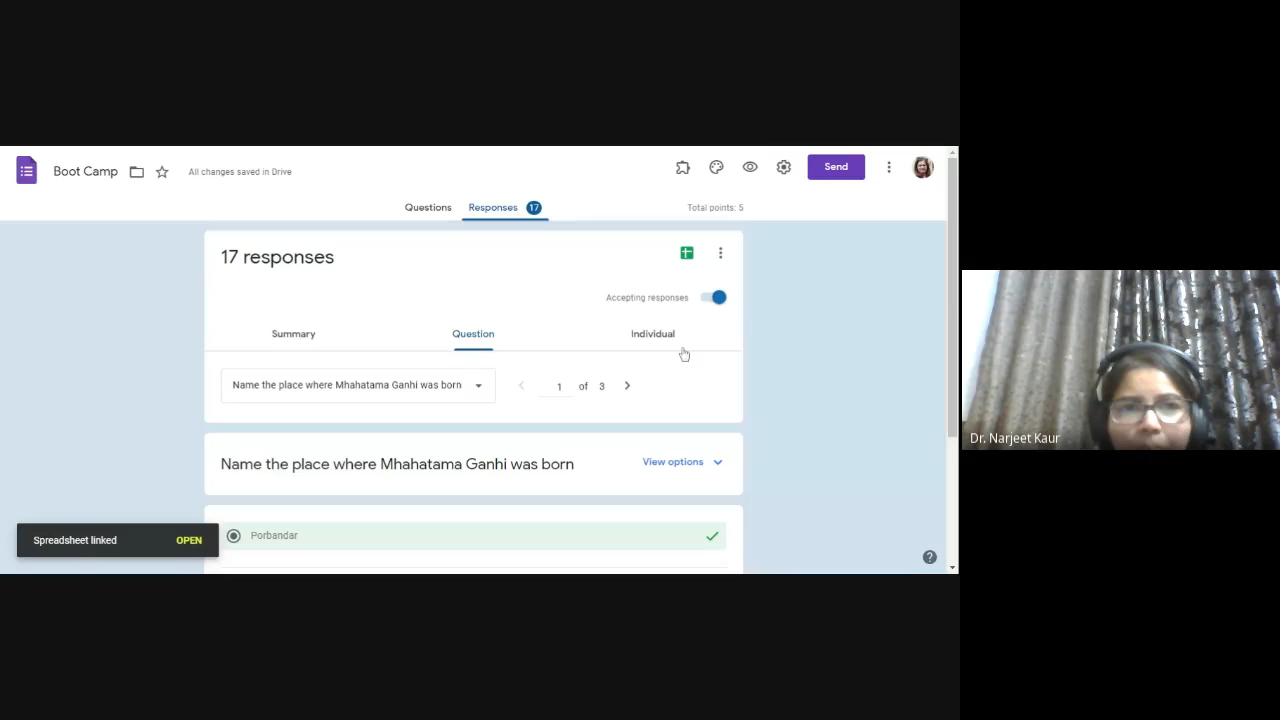 Boot Camp
All changes saved in Drive
Send
Questions
Responses 17
Total points: 5
17 responses
Accepting responses
Summary
Question
Individual
Name the place where Mhahatama Ganhi was born
1 of 3
Name the place where Mhahatama Ganhi was born
View options
Porbandar
Spreadsheet linked
OPEN
Dr. Narjeet Kaur